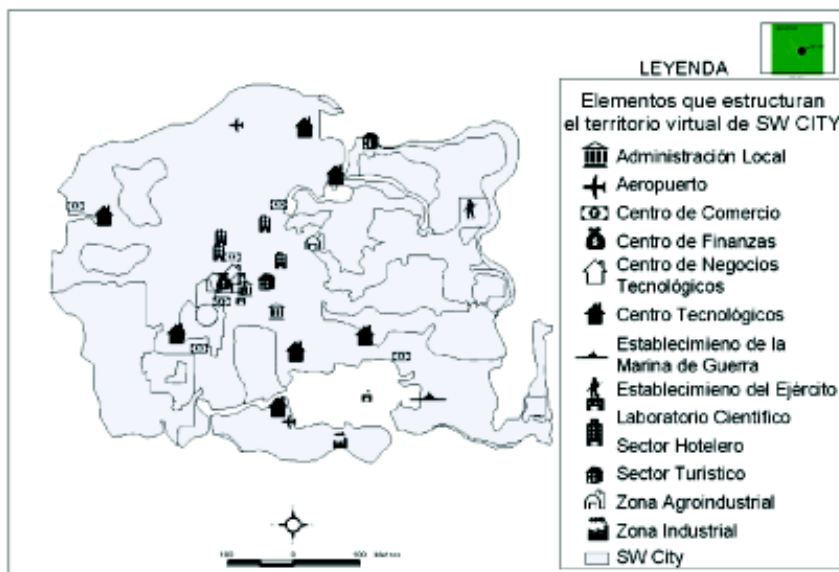 LEYENDA
Elementos que estructuran
el territorio virtual de SW CITY
Administración Local
Aeropuerto
Centro de Comercio
Centro de Finanzas
Centro de Negocios
Tecnológicos
Centro Tecnológicos
Establecimieno de la
Marina de Guerra
Establecimieno del Ejército
Laboratorio Científico
Sector Hotelero
Sector Turístico
Zona Agroindustrial
Zona Industrial
SW City
100 0 100